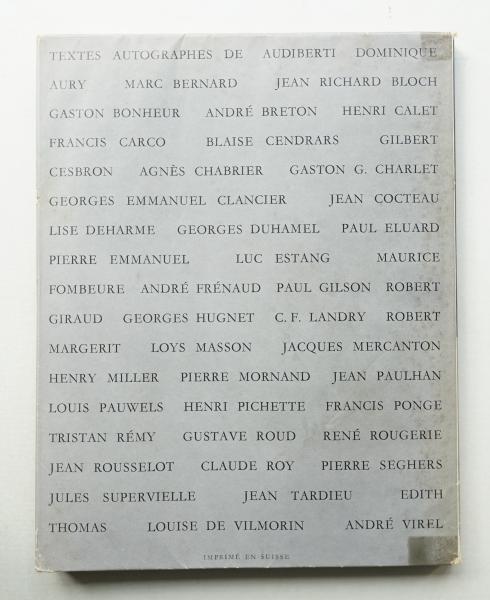 TEXTES AUTOGRAPHES DE AUDIBERTI DOMINIQUE
AURY MARC BERNARD JEAN RICHARD BLOCH
GASTON BONHEUR ANDRÉ BRETON HENRI CALET
FRANCIS CARCO BLAISE CENDRARS GILBERT
CESBRON AGNÈS CHABRIER GASTON G. CHARLET
GEORGES EMMANUEL CLANCIER JEAN COCTEAU
LISE DEHARME GEORGES DUHAMEL PAUL ELUARD
PIERRE EMMANUEL LUC ESTANG MAURICE
FOMBEURE ANDRÉ FRÉNAUD PAUL GILSON ROBERT
GIRAUD GEORGES HUGNET C. F. LANDRY ROBERT
MARGERIT LOYS MASSON JACQUES MERCANTON
HENRY MILLER PIERRE MORNAND JEAN PAULHAN
LOUIS PAUWELS HENRI PICHETTE FRANCIS PONGE
TRISTAN RÉMY GUSTAVE ROUD RENÉ ROUGERIE
JEAN ROUSSELOT CLAUDE ROY PIERRE SEGHERS
JULES SUPERVIELLE JEAN TARDIEU EDITH
THOMAS LOUISE DE VILMORIN ANDRÉ VIREL
IMPRIMÉ EN SUISSE